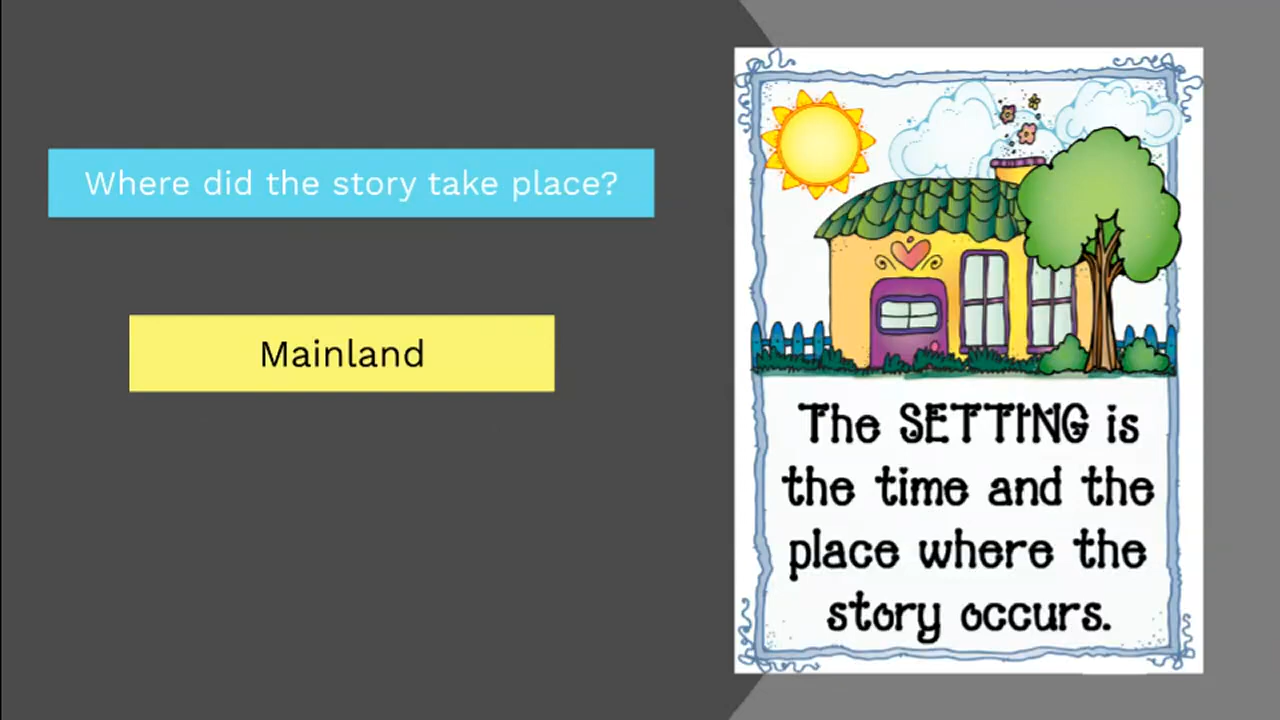 Where did the story take place?
Mainland
The SETTING is
the time and the
place where the
story occurs.